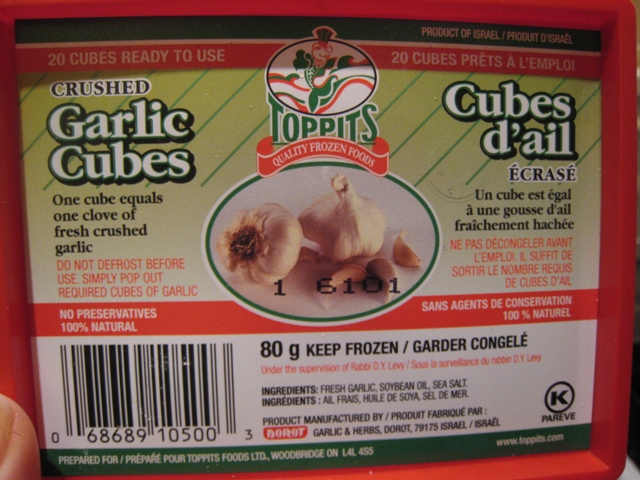 PRODUCT OF ISRAEL / PRODUIT D'ISRAËL
20 CUBES READY TO USE
20 CUBES PRÊTS À L'EMPLOI
TOPPITS
QUALITY FROZEN FOODS
CRUSHED
Garlic
Cubes
One cube equals
one clove of
fresh crushed
garlic
DO NOT DEFROST BEFORE
USE. SIMPLY POP OUT
REQUIRED CUBES OF GARLIC
NO PRESERVATIVES
100% NATURAL
Cubes
d'ail
ÉCRASÉ
Un cube est égal
à une gousse d'ail
fraîchement hachée
NE PAS DÉCONGELER AVANT
L'EMPLOI. IL SUFFIT DE
SORTIR LE NOMBRE REQUIS
DE CUBES D'AIL
SANS AGENTS DE CONSERVATION
100 % NATUREL
1 6101
80 g KEEP FROZEN / GARDER CONGELÉ
Under the supervision of Rabbi D.Y. Levy / Sous la surveillance du rabbin D.Y. Levy
INGREDIENTS: FRESH GARLIC, SOYBEAN OIL, SEA SALT.
INGRÉDIENTS : AIL FRAIS, HUILE DE SOYA, SEL DE MER.
PRODUCT MANUFACTURED BY / PRODUIT FABRIQUÉ PAR :
DOROT GARLIC & HERBS, DOROT, 79175 ISRAEL / ISRAËL
K
PAREVE
www.toppits.com
0 68689 10500 3
PREPARED FOR / PRÉPARÉ POUR TOPPITS FOODS LTD., WOODBRIDGE ON L4L 4S5